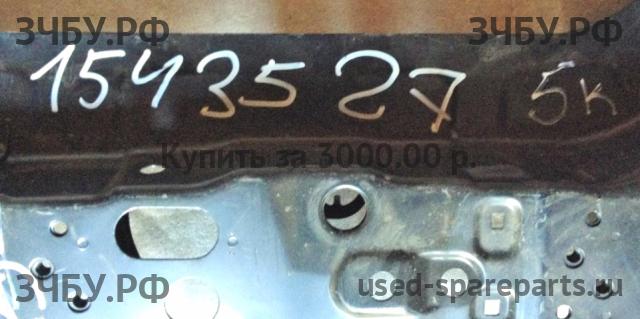 ЗЧБУ.РФ ЗЧБУ.РФ
1543527 5к
Купить за 3000,00 р.
ЗЧБУ.РФ used-spareparts.ru